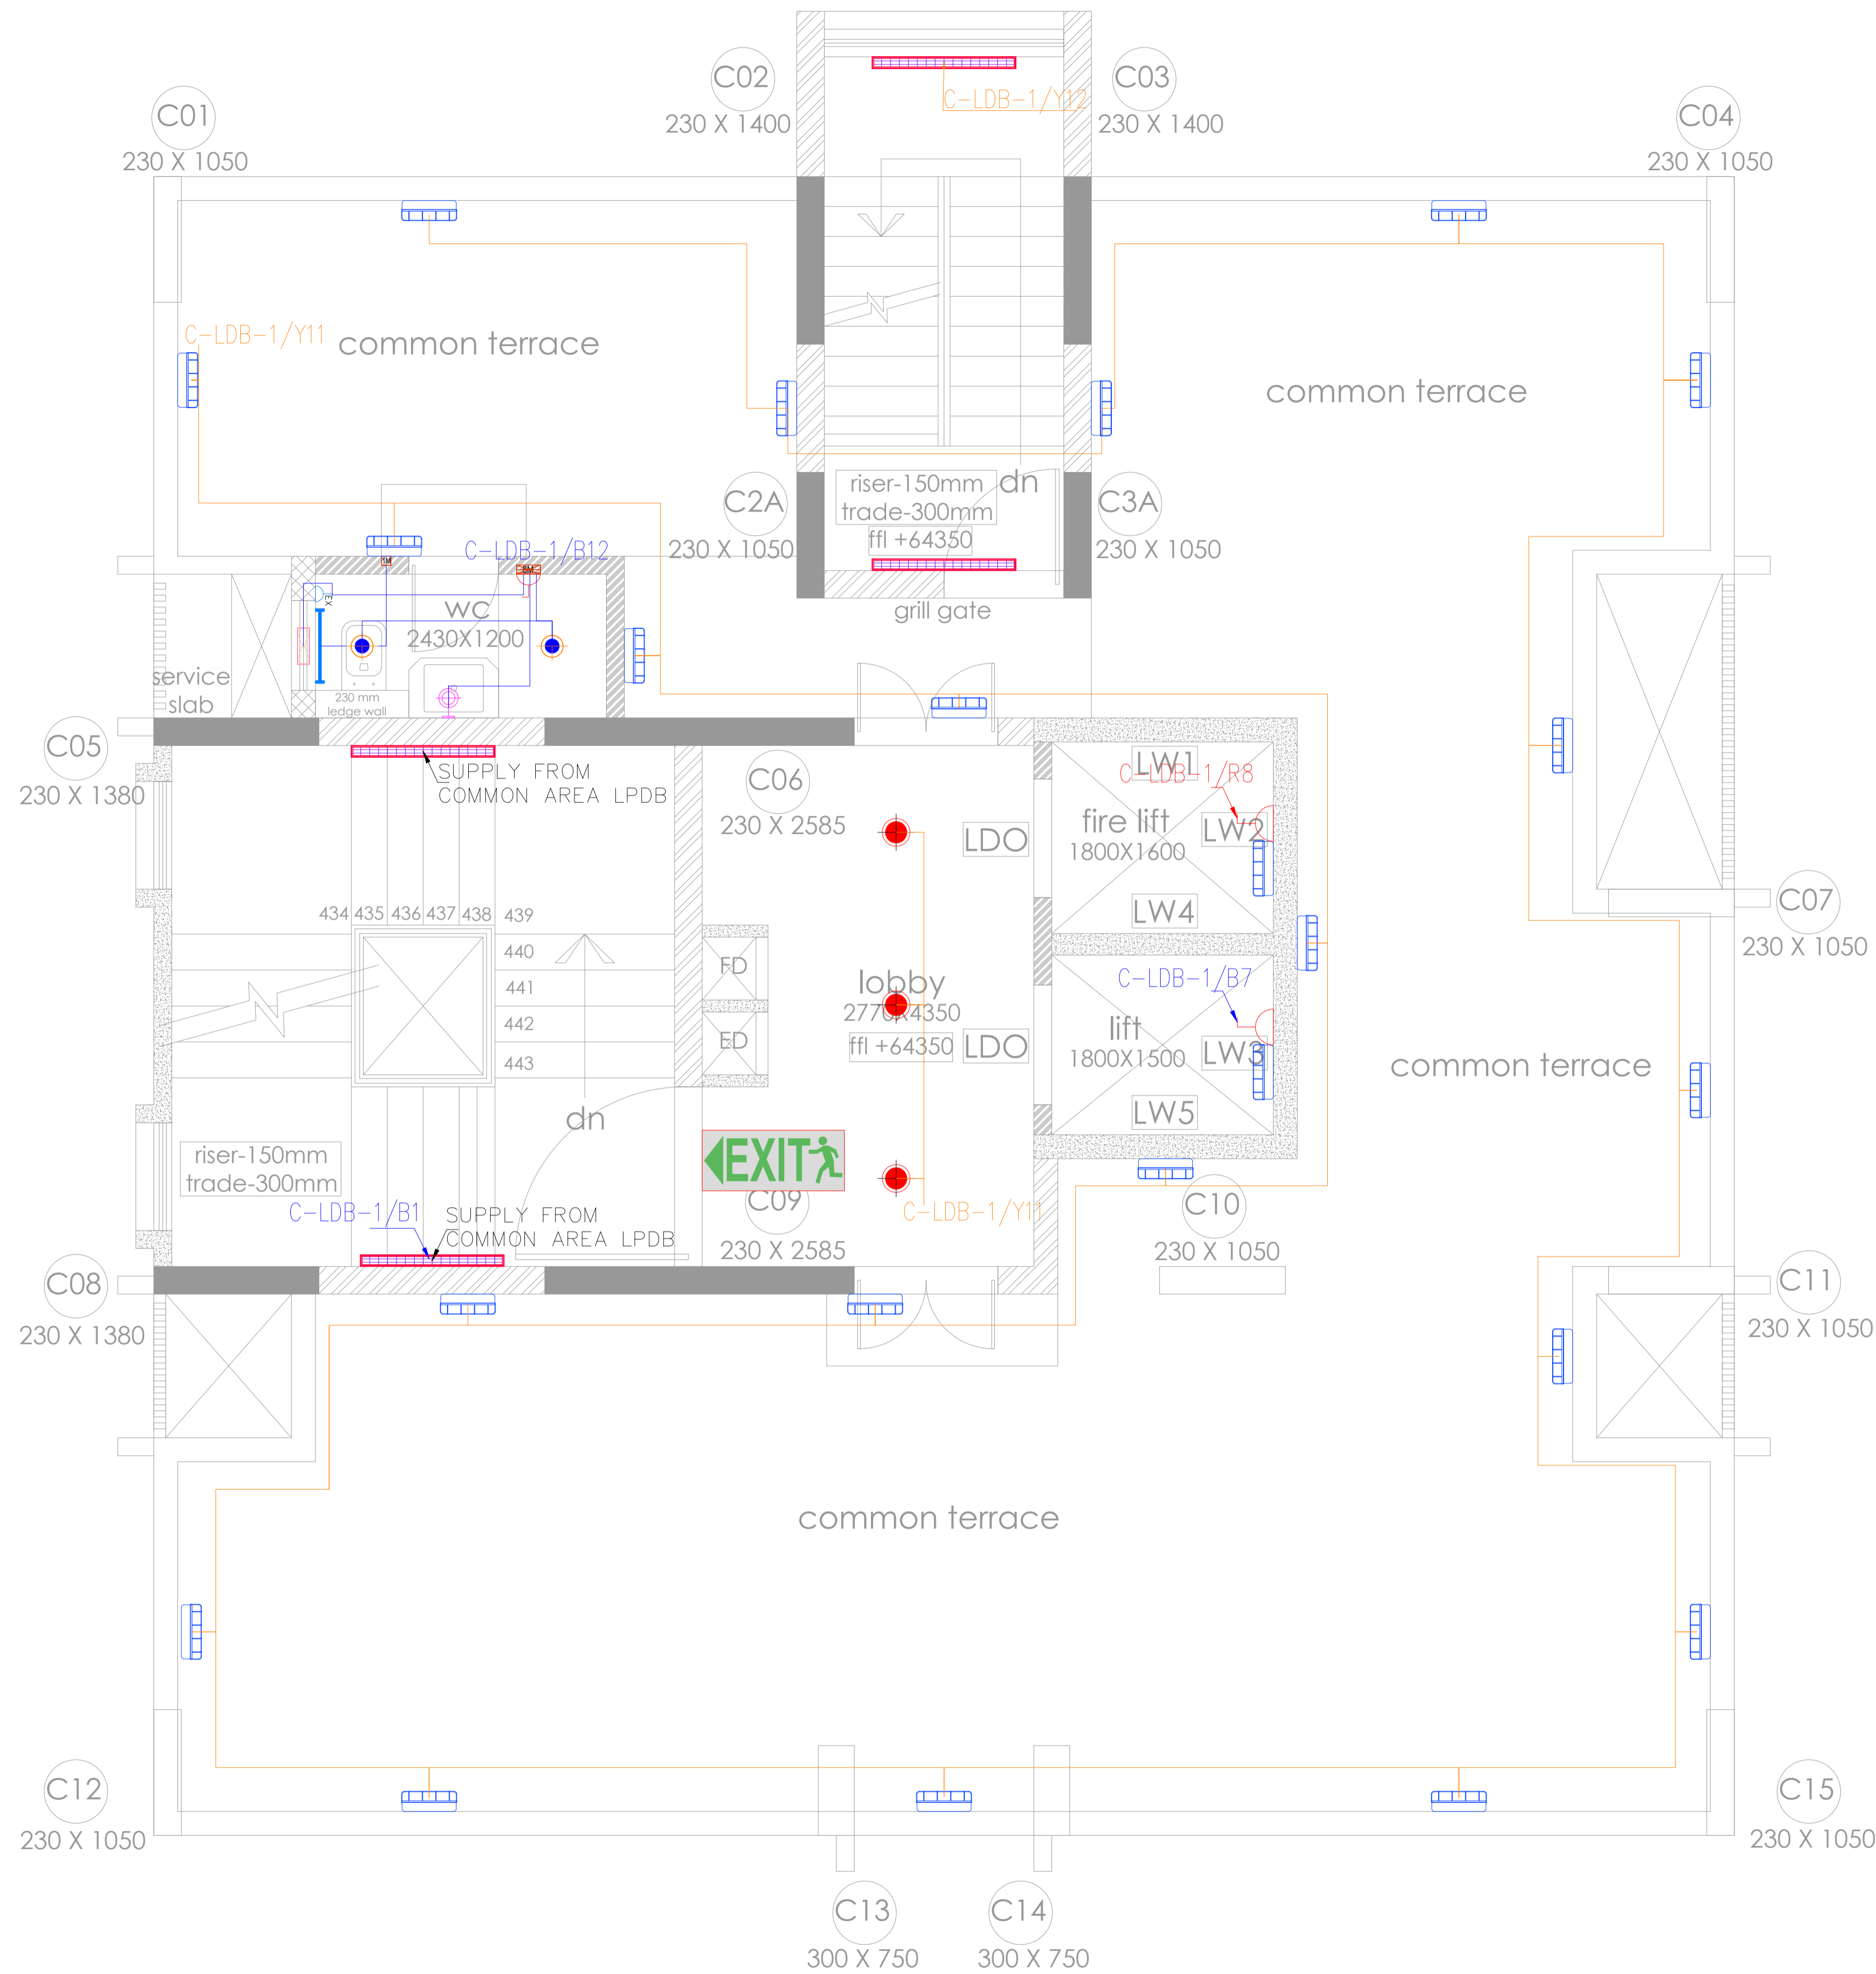 C02
C03
C-LDB-1/Y12
230 X 1400
230 X 1400
C01
C04
230 X 1050
230 X 1050
C-LDB-1/Y11
common terrace
common terrace
C2A
riser-150mm
trade-300mm
dn
C3A
ffl +64350
230 X 1050
230 X 1050
C-LDB-1/B12
1M
8M
EX
WC
2430X1200
grill gate
service
slab
230 mm
ledge wall
C05
230 X 1380
SUPPLY FROM
COMMON AREA LPDB
C06
230 X 2585
LW1
C-LDB-1/R8
fire lift
1800X1600
LW2
LDO
LW4
C07
230 X 1050
434
435
436
437
438
439
440
441
442
443
FD
ED
lobby
2770X4350
ffl +64350
LDO
C-LDB-1/B7
lift
1800X1500
LW3
LW5
common terrace
dn
riser-150mm
trade-300mm
EXIT
C09
230 X 2585
C-LDB-1/B1
SUPPLY FROM
COMMON AREA LPDB
C-LDB-1/Y11
C10
230 X 1050
C08
230 X 1380
C11
230 X 1050
common terrace
C12
230 X 1050
C15
230 X 1050
C13
300 X 750
C14
300 X 750